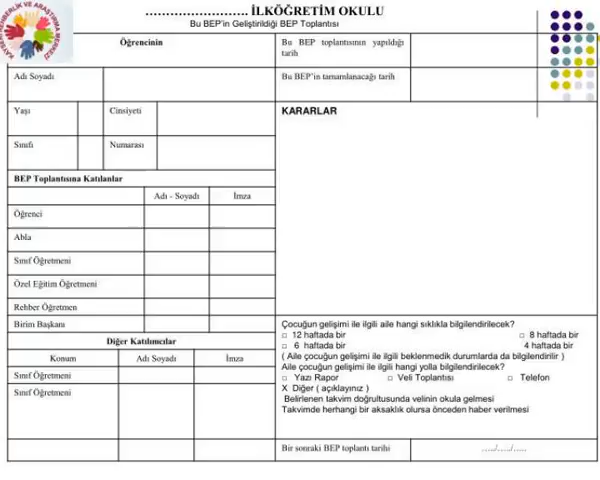 ……………………. İLKÖĞRETİM OKULU
Bu BEP'in Geliştirildiği BEP Toplantısı
Öğrencinin
Bu BEP toplantısının yapıldığı
tarih
Adı Soyadı
Bu BEP'in tamamlanacağı tarih
Yaşı
Cinsiyeti
KARARLAR
Sınıfı
Numarası
BEP Toplantısına Katılanlar
Adı - Soyadı İmza
Öğrenci
Abla
Sınıf Öğretmeni
Özel Eğitim Öğretmeni
Rehber Öğretmen
Birim Başkanı
Diğer Katılımcılar
Konum Adı Soyadı İmza
Sınıf Öğretmeni
Sınıf Öğretmeni
Çocuğun gelişimi ile ilgili aile hangi sıklıkla bilgilendirilecek?
□ 12 haftada bir □ 8 haftada bir
□ 6 haftada bir 4 haftada bir
( Aile çocuğun gelişimi ile ilgili beklenmedik durumlarda da bilgilendirilir )
Aile çocuğun gelişimi ile ilgili hangi yolla bilgilendirilecek?
□ Yazı Rapor □ Veli Toplantısı □ Telefon
X Diğer ( açıklayınız )
Belirlenen takvim doğrultusunda velinin okula gelmesi
Takvimde herhangi bir aksaklık olursa önceden haber verilmesi
Bir sonraki BEP toplantı tarihi …../…../…..